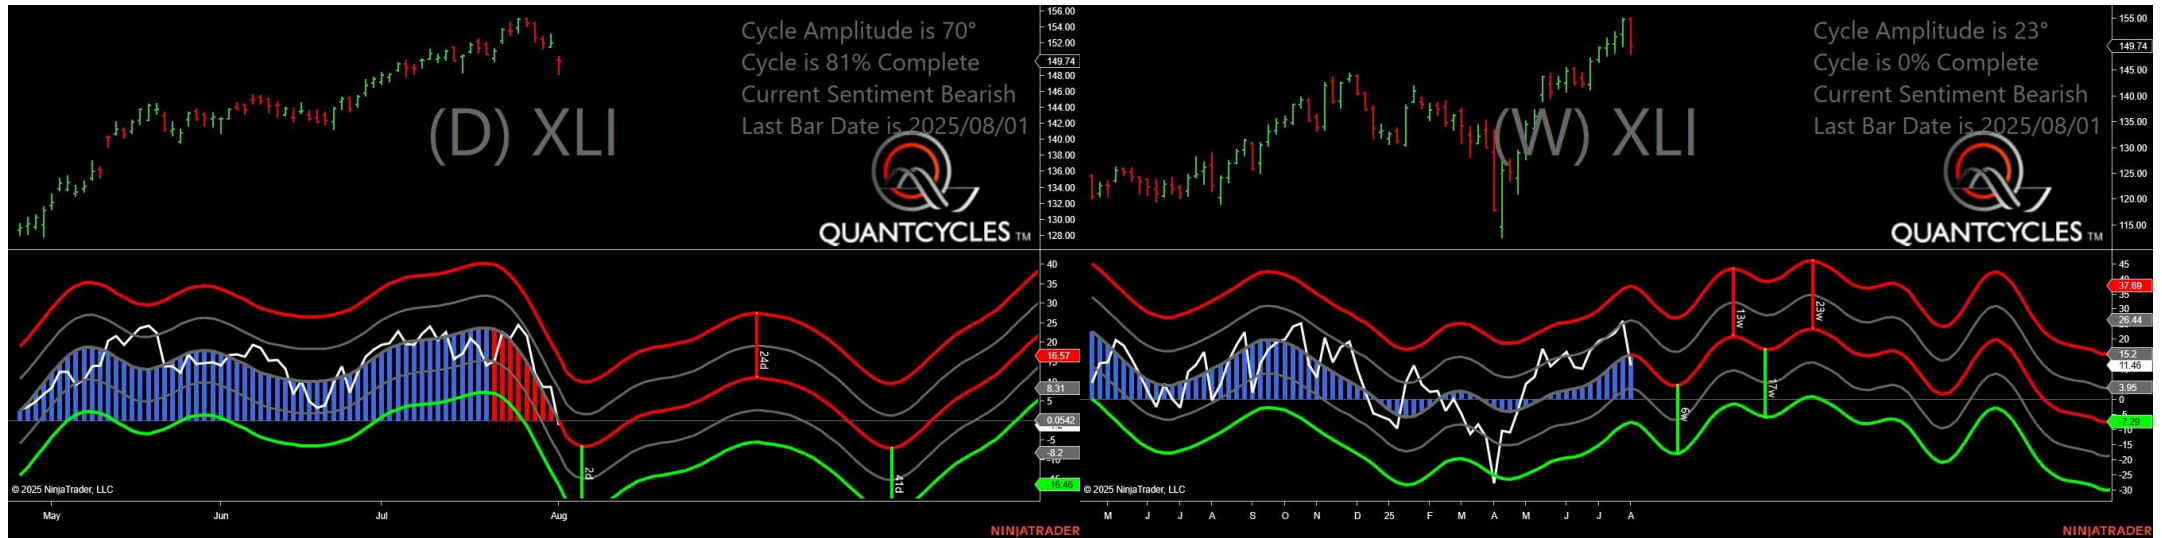 Cycle Amplitude is 70°
Cycle is 81% Complete
Current Sentiment Bearish
Last Bar Date is 2025/08/01
(D) XLI
QUANTCYCLES TM
156.00
154.00
152.00
149.74
148.00
146.00
144.00
142.00
140.00
138.00
136.00
134.00
132.00
130.00
128.00
40
35
30
25
20
16.57
8.31
5
0.0542
-5
-8.2
-16.46
24d
2d
41d
© 2025 NinjaTrader, LLC
May Jun Jul Aug
NINJATRADER
Cycle Amplitude is 23°
Cycle is 0% Complete
Current Sentiment Bearish
Last Bar Date is 2025/08/01
(W) XLI
QUANTCYCLES TM
155.00
149.74
145.00
140.00
135.00
130.00
125.00
120.00
115.00
45
37.69
35
30
26.44
20
15.2
11.46
3.95
0
-7.29
-10
-15
-20
-25
-30
13w
23w
17w
6w
© 2025 NinjaTrader, LLC
M J J A S O N D 25 F M A M J J A
NINJATRADER